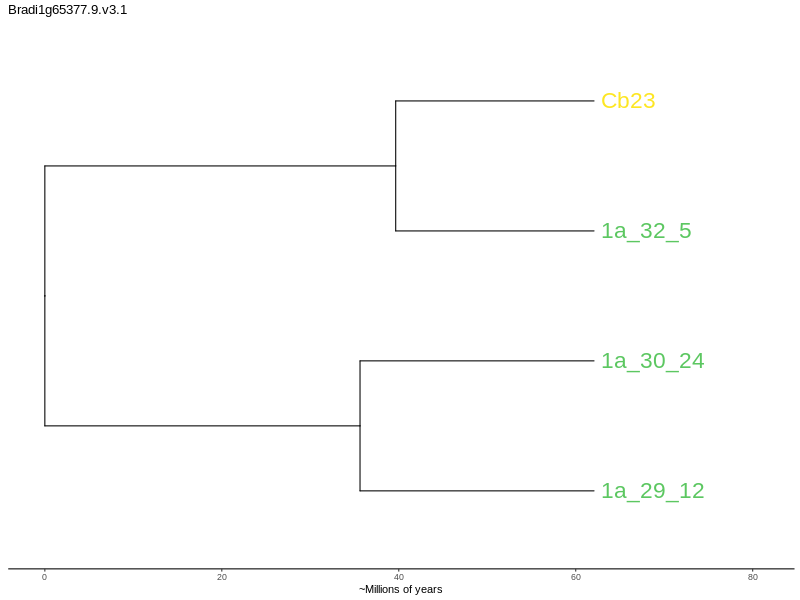 Bradi1g65377.9.v3.1
Cb23
1a_32_5
1a_30_24
1a_29_12
0 20 40 60 80
~Millions of years